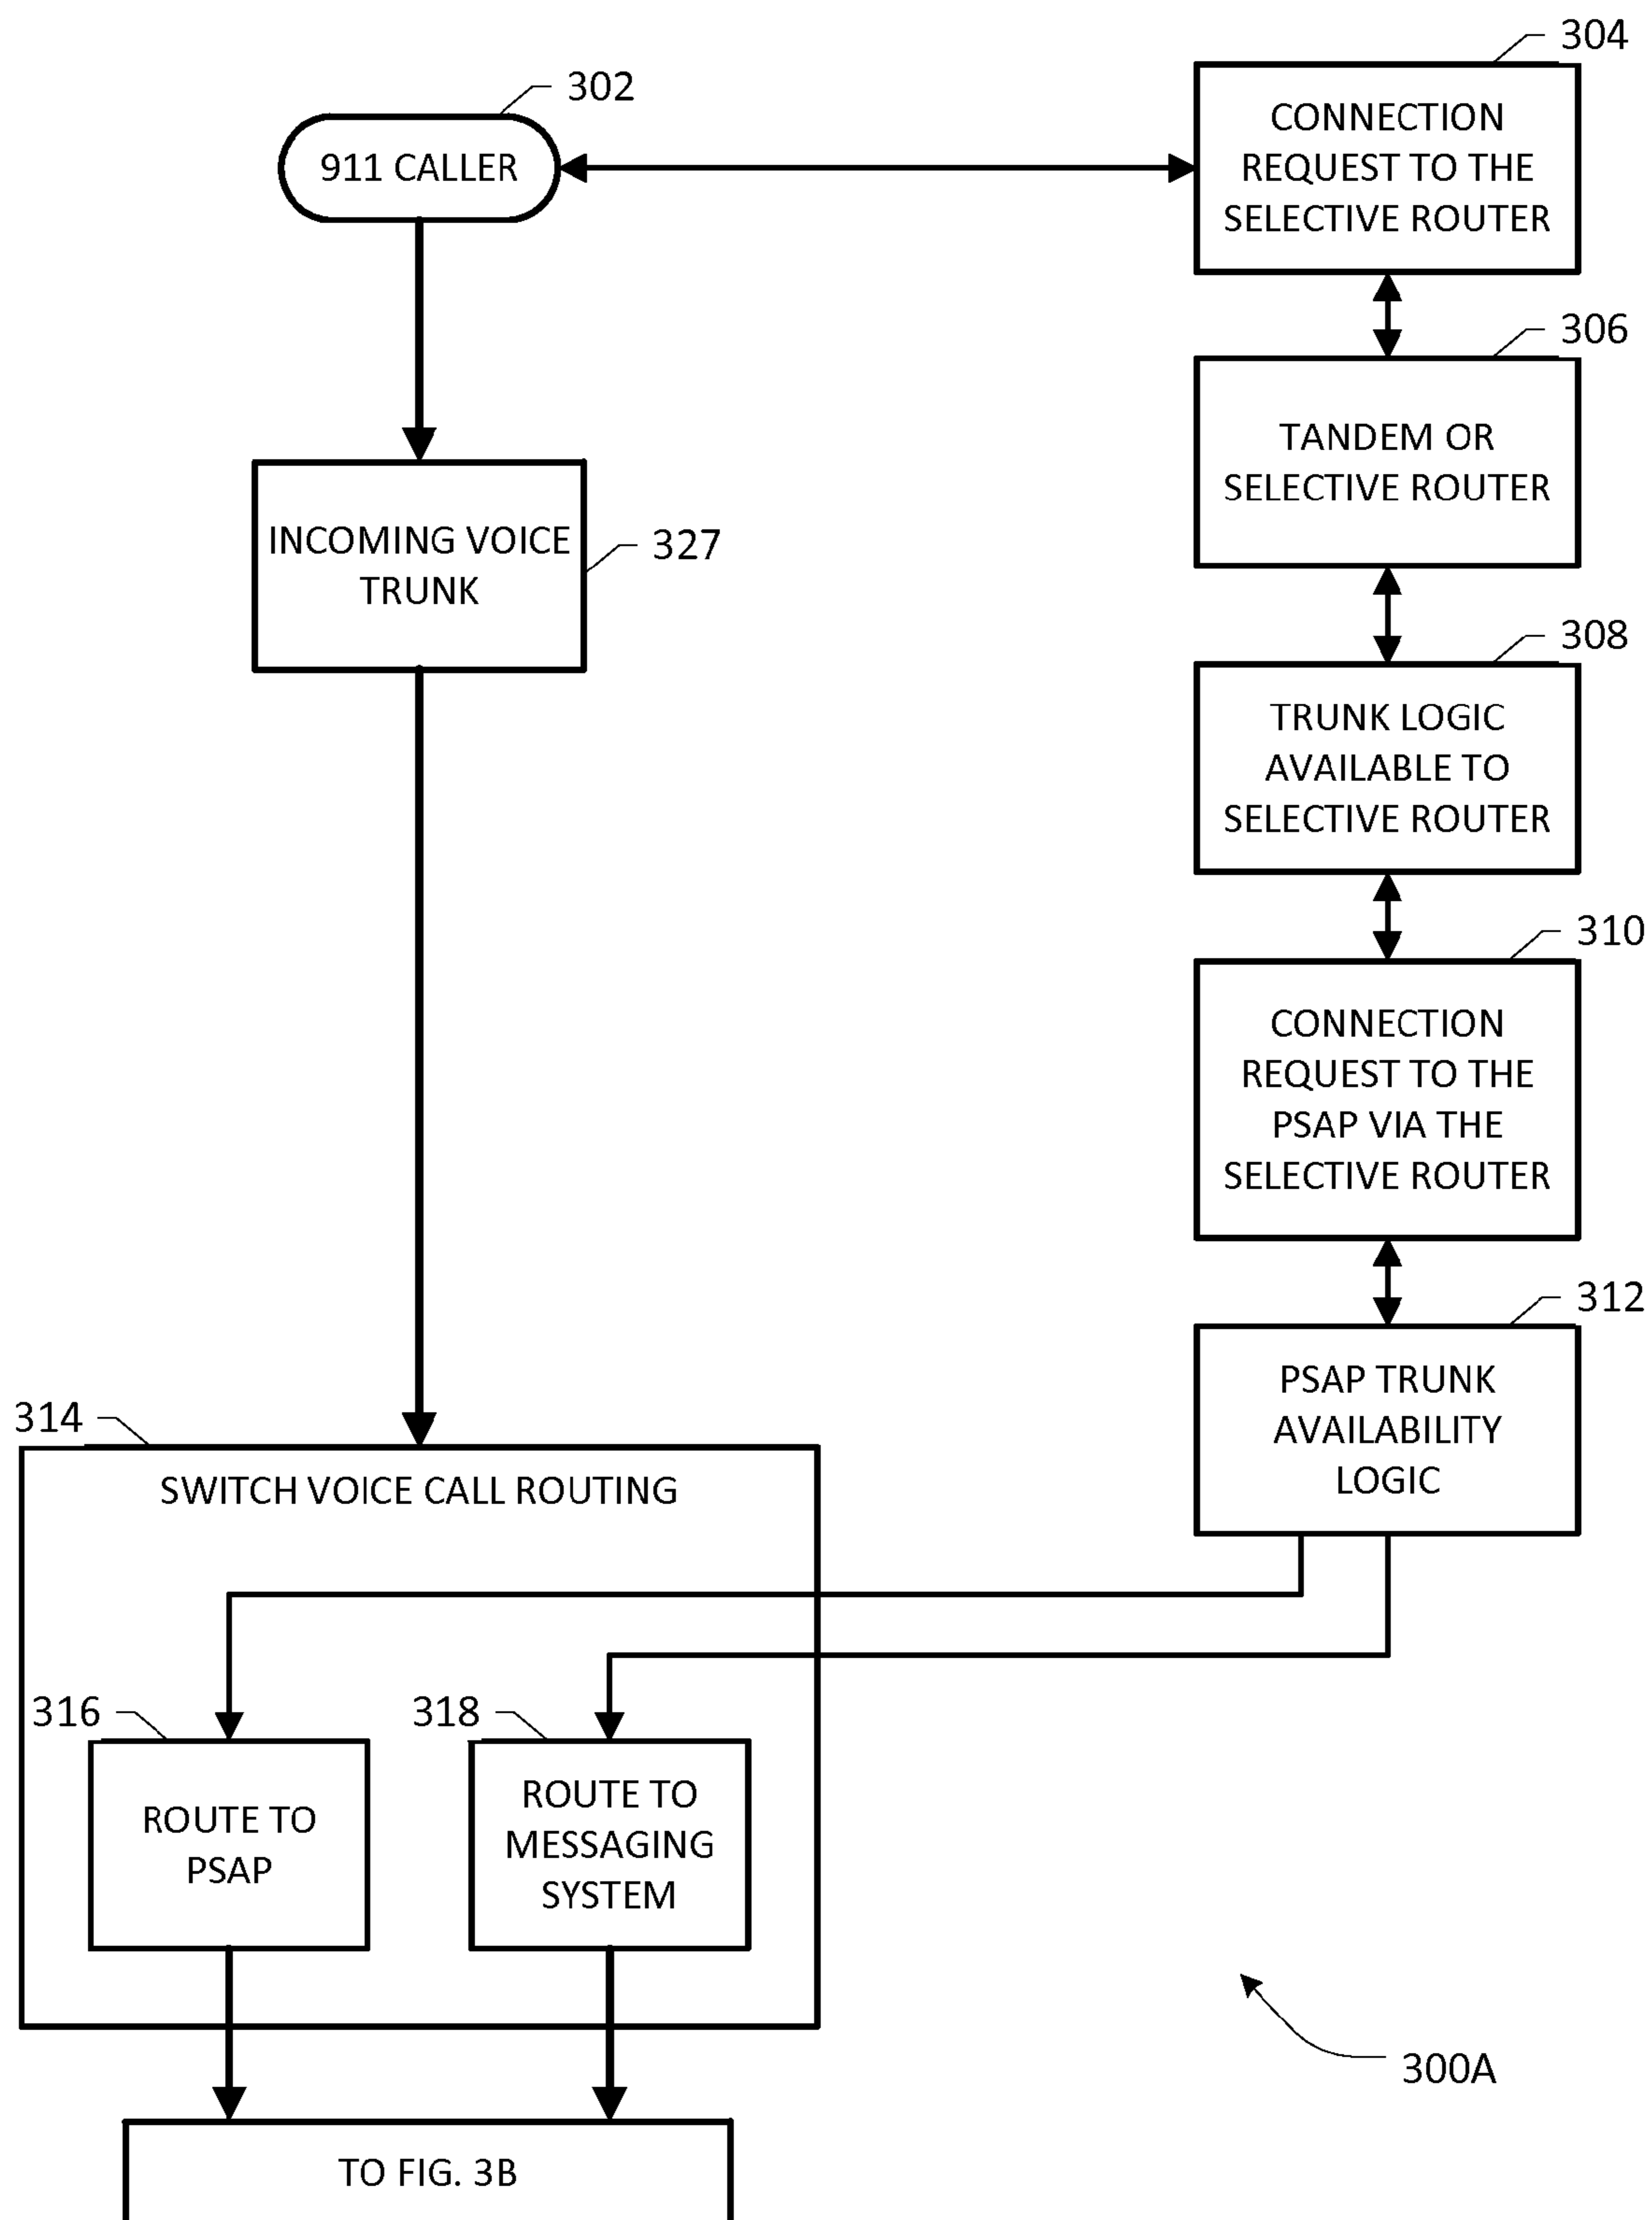 304
CONNECTION
REQUEST TO THE
SELECTIVE ROUTER
302
911 CALLER
306
TANDEM OR
SELECTIVE ROUTER
INCOMING VOICE
TRUNK
327
308
TRUNK LOGIC
AVAILABLE TO
SELECTIVE ROUTER
310
CONNECTION
REQUEST TO THE
PSAP VIA THE
SELECTIVE ROUTER
312
PSAP TRUNK
AVAILABILITY
LOGIC
314
SWITCH VOICE CALL ROUTING
316
ROUTE TO
PSAP
318
ROUTE TO
MESSAGING
SYSTEM
300A
TO FIG. 3B